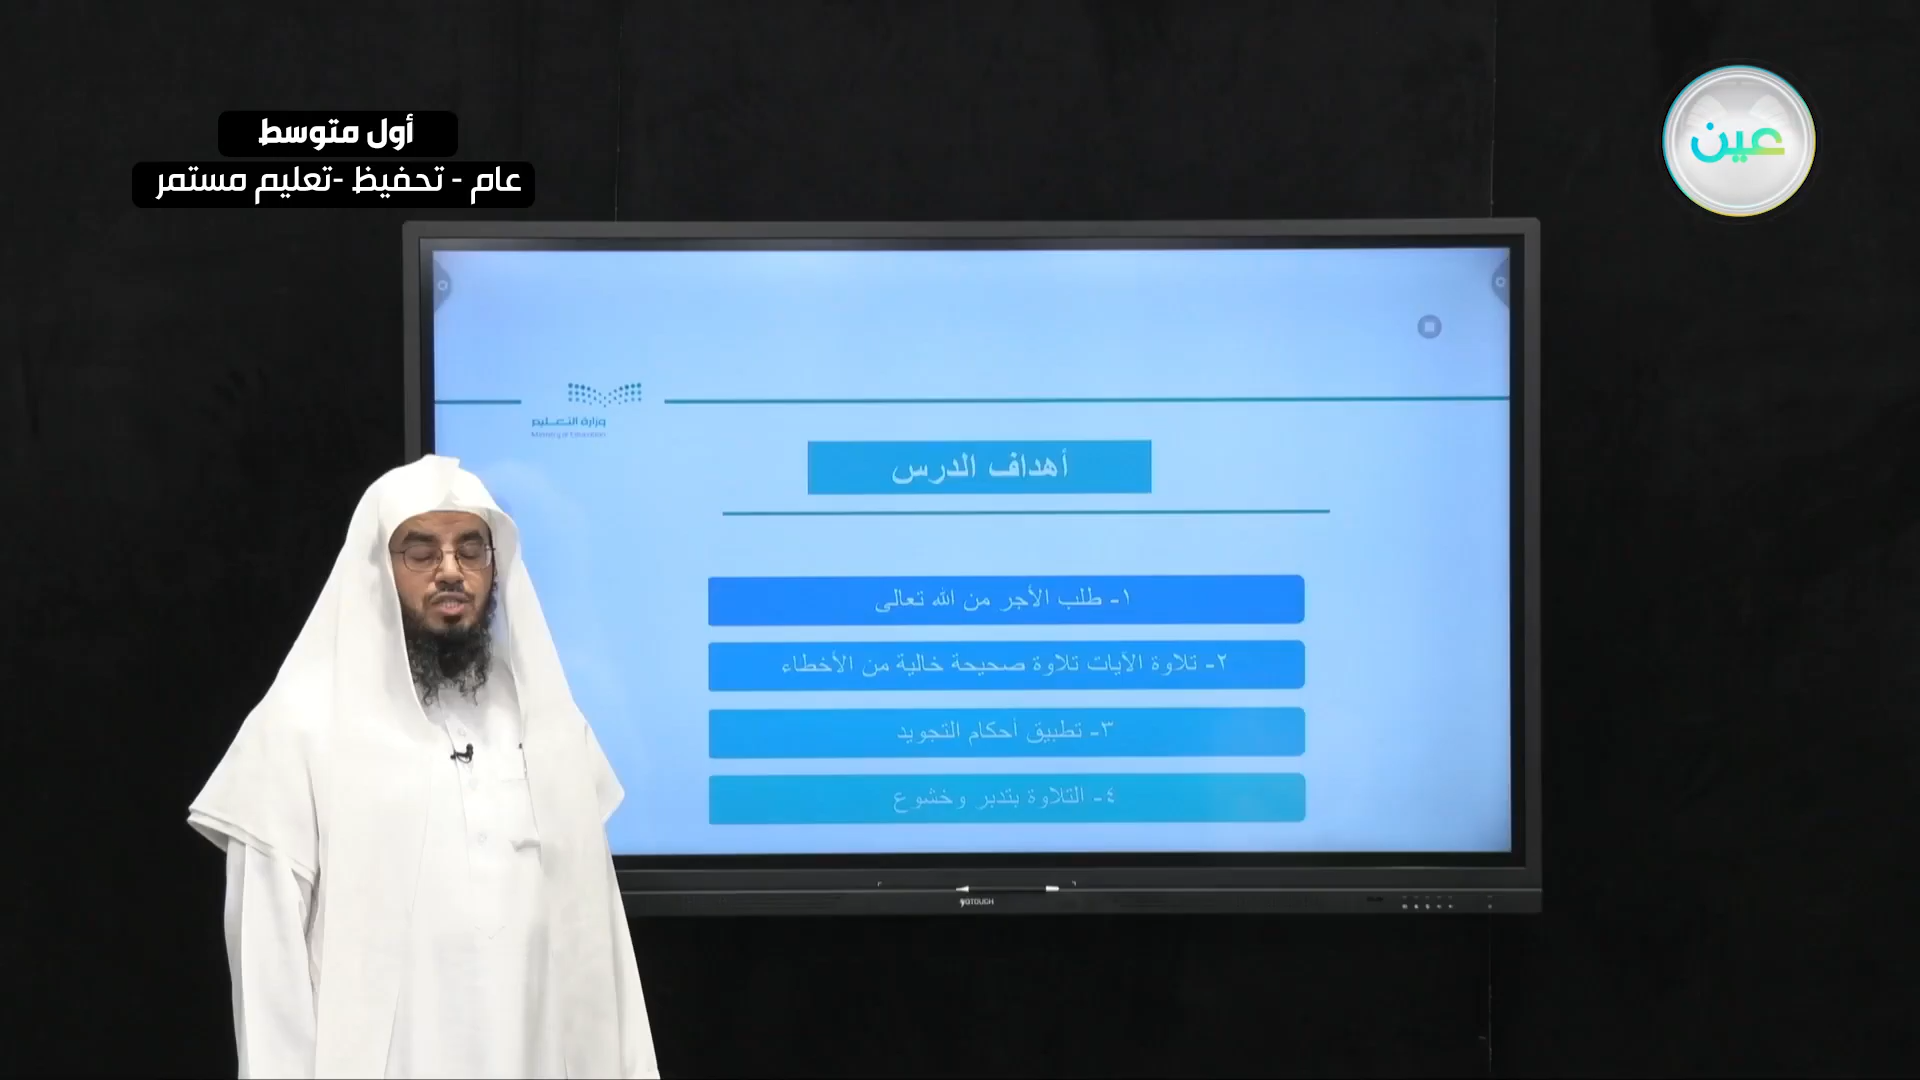 أول متوسط
عام - تحفيظ -تعليم مستمر
عين
وزارة التعليم
Ministry of Education
أهداف الدرس
١- طلب الأجر من الله تعالى
٢- تلاوة الآيات تلاوة صحيحة خالية من الأخطاء
٣- تطبيق أحكام التجويد
٤- التلاوة بتدبر وخشوع